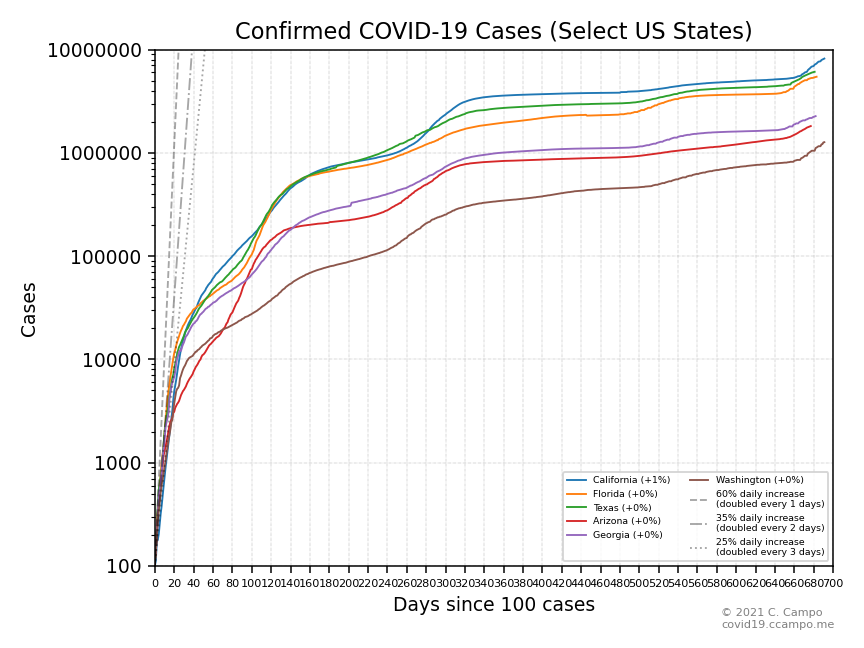 Confirmed COVID-19 Cases (Select US States)
10000000
1000000
100000
10000
1000
100
Cases
California (+1%)
Florida (+0%)
Texas (+0%)
Arizona (+0%)
Georgia (+0%)
Washington (+0%)
60% daily increase
(doubled every 1 days)
35% daily increase
(doubled every 2 days)
25% daily increase
(doubled every 3 days)
0 20 40 60 80 100 120 140 160 180 200 220 240 260 280 300 320 340 360 380 400 420 440 460 480 500 520 540 560 580 600 620 640 660 680 700
Days since 100 cases
© 2021 C. Campo
covid19.ccampo.me